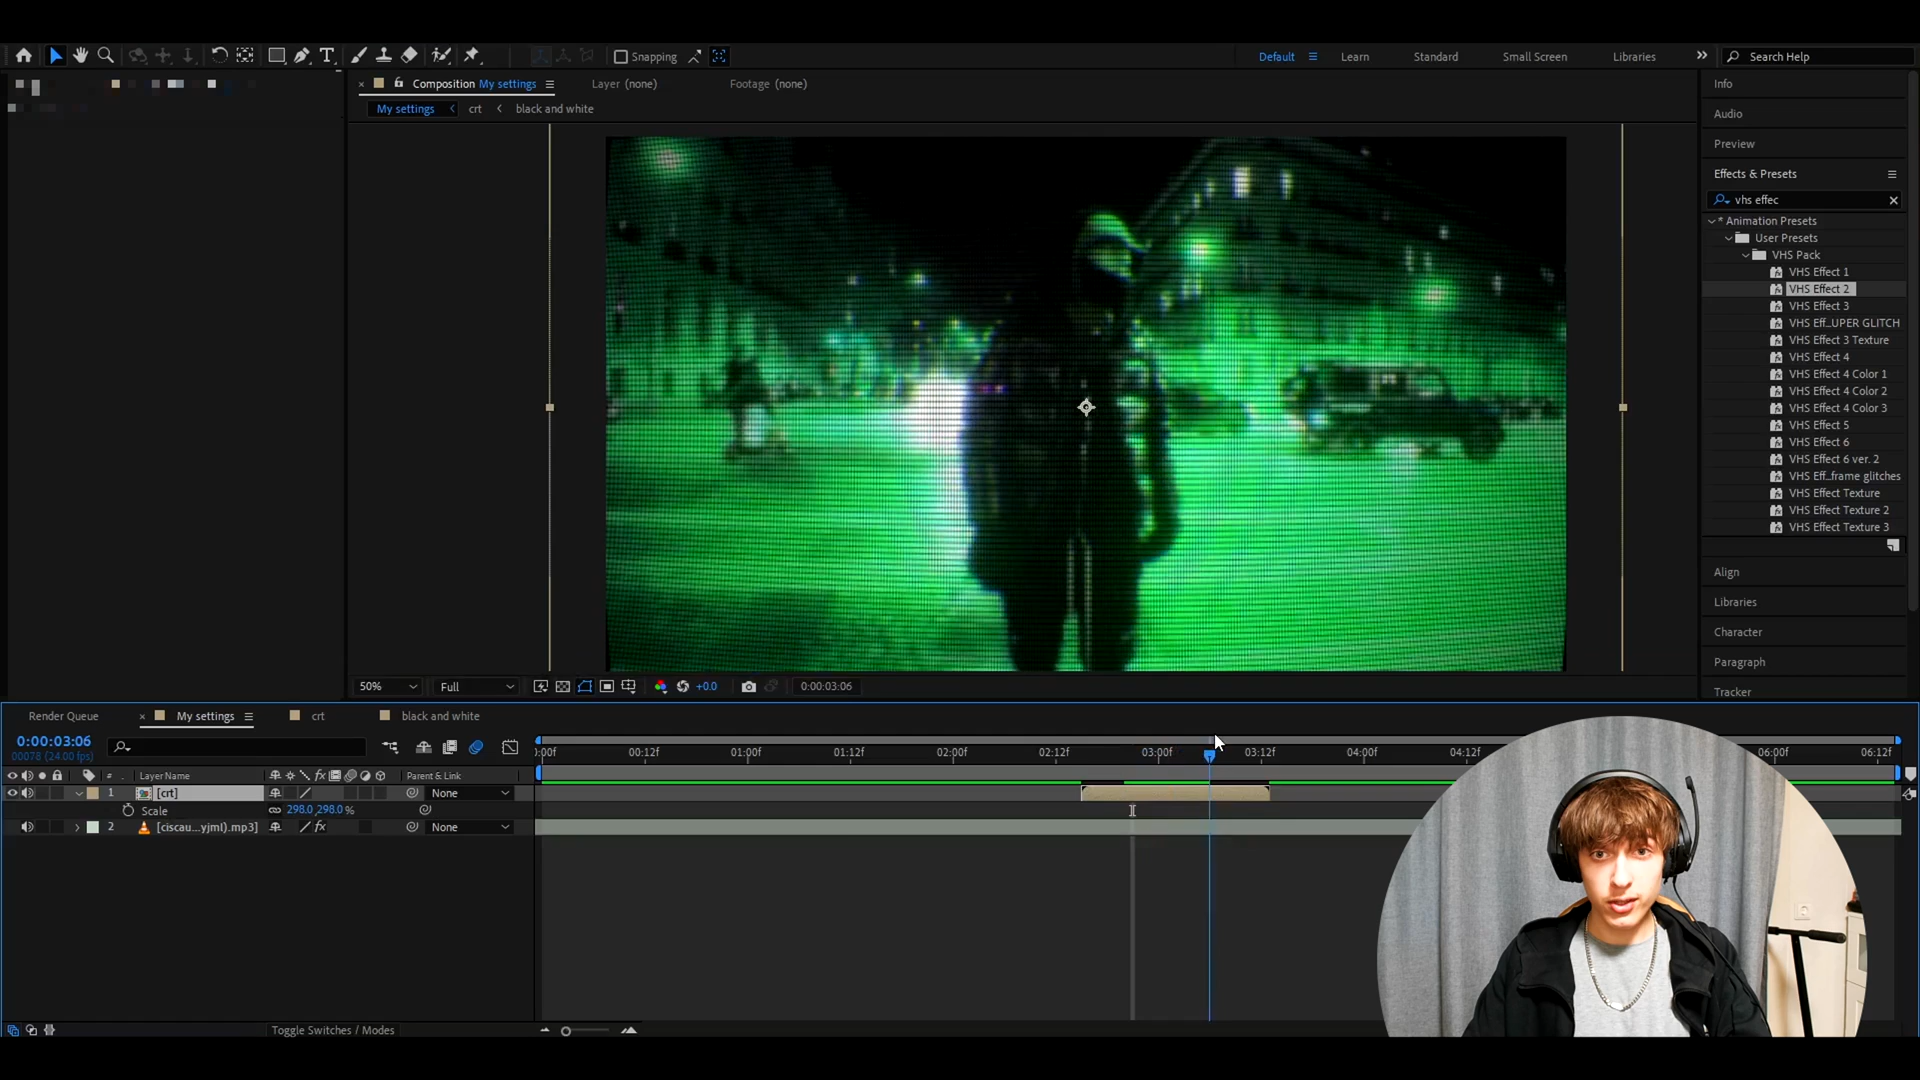 Snapping
Default
Learn
Standard
Small Screen
Libraries
Search Help
Composition My settings
Layer (none)
Footage (none)
My settings
crt
black and white
Info
Audio
Preview
Effects & Presets
vhs effec
* Animation Presets
User Presets
VHS Pack
VHS Effect 1
VHS Effect 2
VHS Effect 3
VHS Eff...UPER GLITCH
VHS Effect 3 Texture
VHS Effect 4
VHS Effect 4 Color 1
VHS Effect 4 Color 2
VHS Effect 4 Color 3
VHS Effect 5
VHS Effect 6
VHS Effect 6 ver. 2
VHS Eff...frame glitches
VHS Effect Texture
VHS Effect Texture 2
VHS Effect Texture 3
Align
Libraries
Character
Paragraph
Tracker
50%
Full
+0.0
0:00:03:06
Render Queue
My settings
crt
black and white
0:00:03:06
00078 (24.00 fps)
:00f 00:12f 01:00f 01:12f 02:00f 02:12f 03:00f 03:12f 04:00f 04:12f 06:00f 06:12f
# Layer Name
Parent & Link
1 [crt] None
Scale 298.0,298.0 %
2 [ciscau...yjml).mp3] None
Toggle Switches / Modes